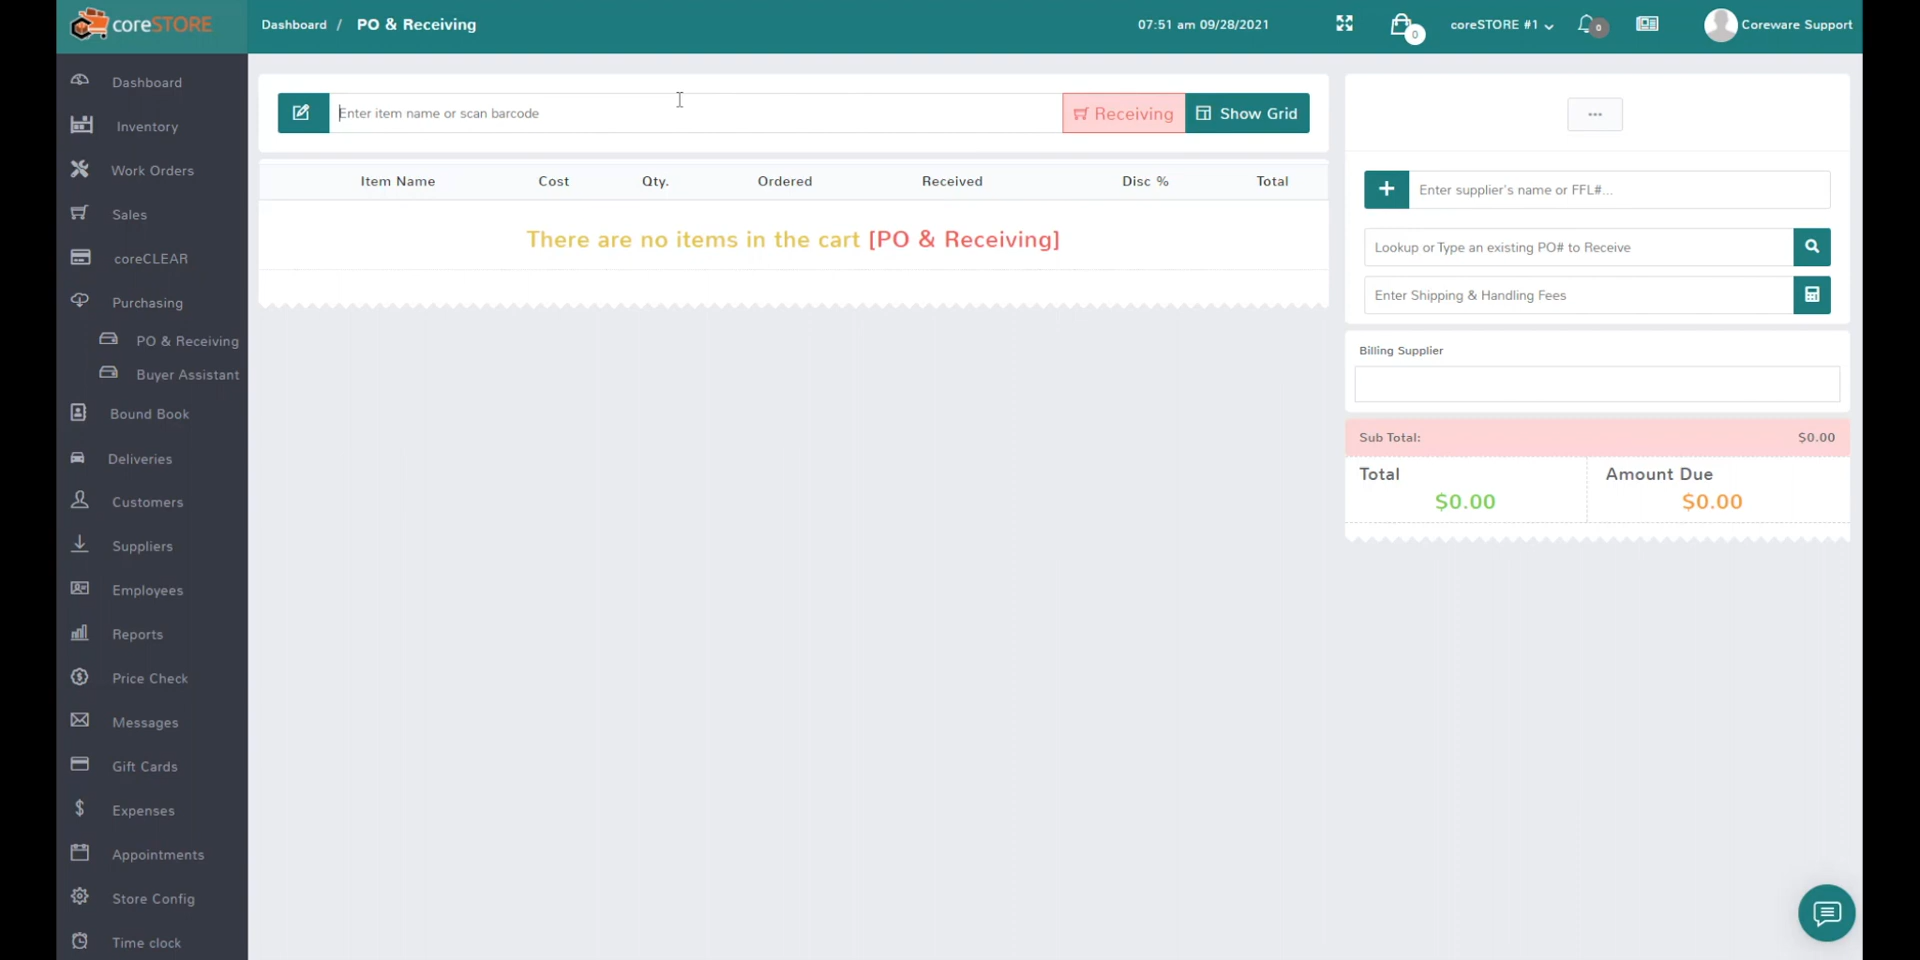 coreSTORE
Dashboard / PO & Receiving
07:51 am 09/28/2021
0
coreSTORE #1
0
Coreware Support
Dashboard
Inventory
Work Orders
Sales
coreCLEAR
Purchasing
PO & Receiving
Buyer Assistant
Bound Book
Deliveries
Customers
Suppliers
Employees
Reports
Price Check
Messages
Gift Cards
Expenses
Appointments
Store Config
Time clock
Enter item name or scan barcode
Receiving
Show Grid
Item Name Cost Qty. Ordered Received Disc % Total
There are no items in the cart [PO & Receiving]
...
Enter supplier's name or FFL#...
Lookup or Type an existing PO# to Receive
Enter Shipping & Handling Fees
Billing Supplier
Sub Total: $0.00
Total Amount Due
$0.00 $0.00